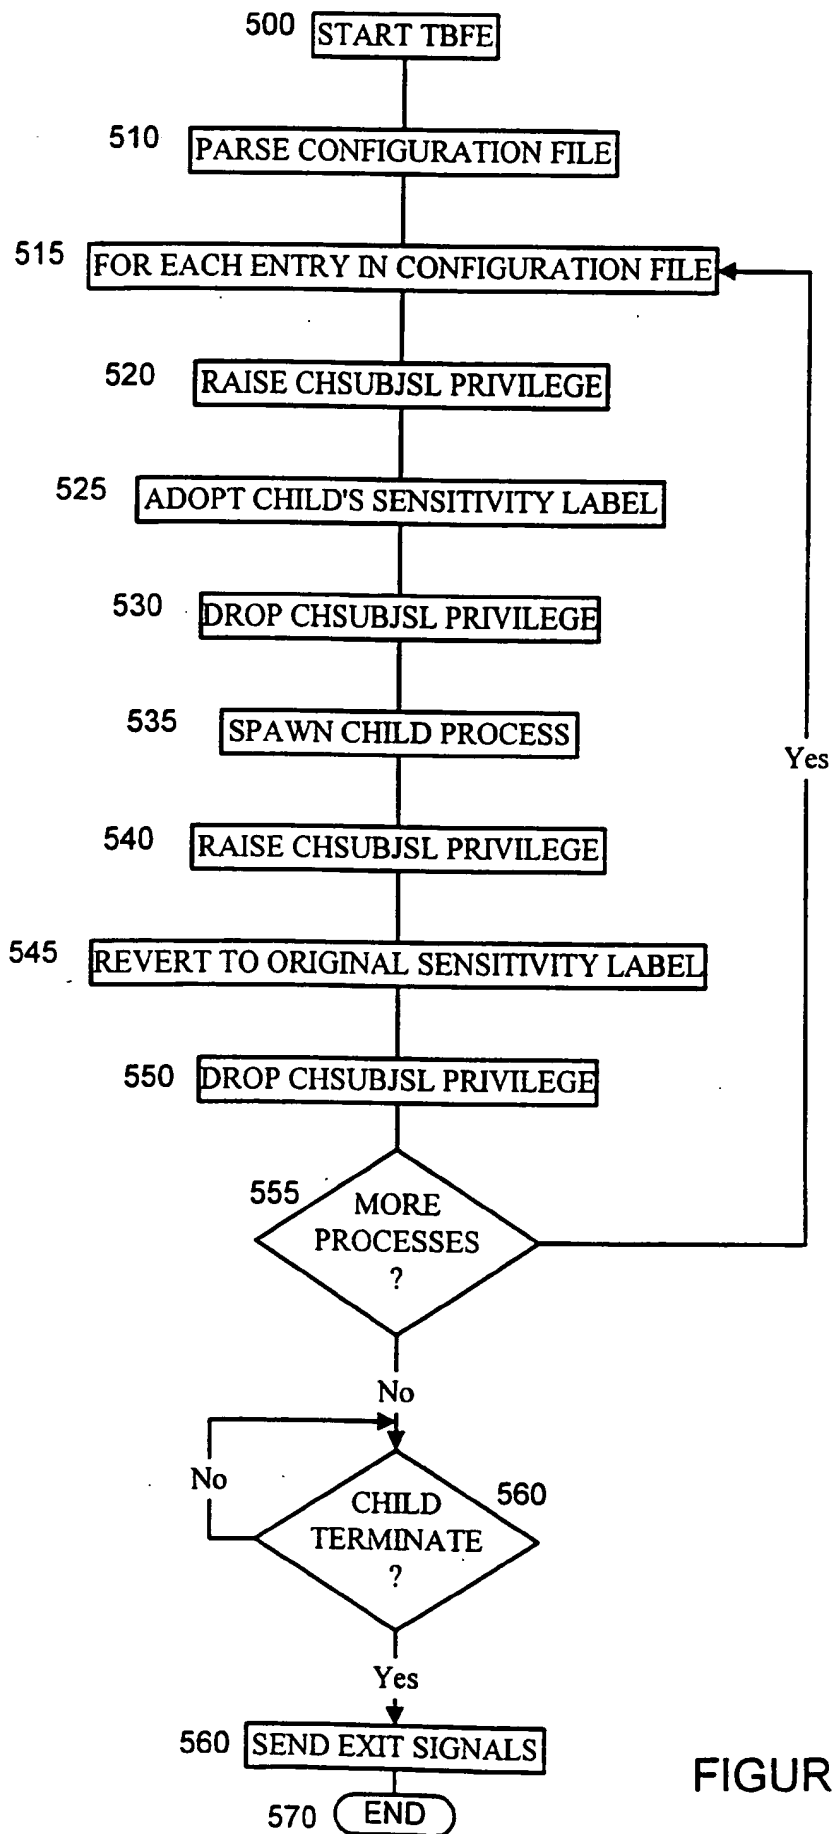 500 START TBFE
510 PARSE CONFIGURATION FILE
515 FOR EACH ENTRY IN CONFIGURATION FILE
520 RAISE CHSUBJSL PRIVILEGE
525 ADOPT CHILD'S SENSITIVITY LABEL
530 DROP CHSUBJSL PRIVILEGE
535 SPAWN CHILD PROCESS
Yes
540 RAISE CHSUBJSL PRIVILEGE
545 REVERT TO ORIGINAL SENSITIVITY LABEL
550 DROP CHSUBJSL PRIVILEGE
555 MORE
PROCESSES
?
No
No
560
CHILD
TERMINATE
?
Yes
560 SEND EXIT SIGNALS
FIGUR
570 END